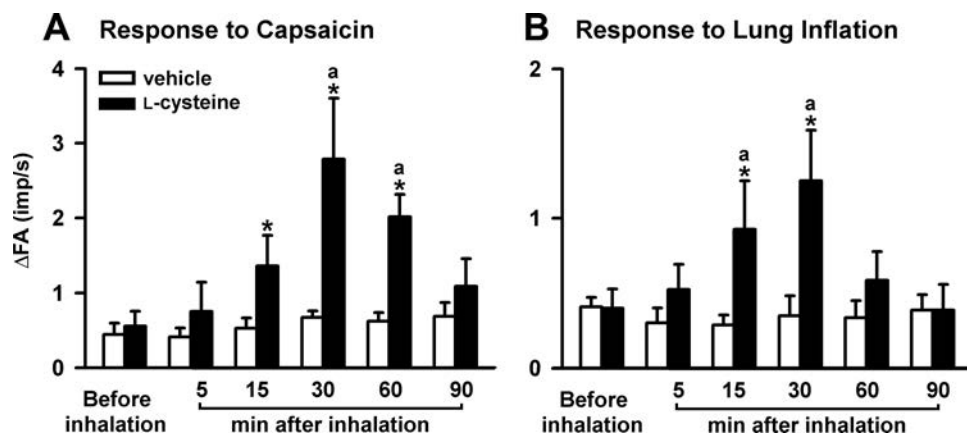 A Response to Capsaicin
vehicle
L-cysteine
ΔFA (imp/s)
4
3
2
1
0
a
*
*
a
*
Before
inhalation
5 15 30 60 90
min after inhalation
B Response to Lung Inflation
2
1
0
a
*
a
*
Before
inhalation
5 15 30 60 90
min after inhalation